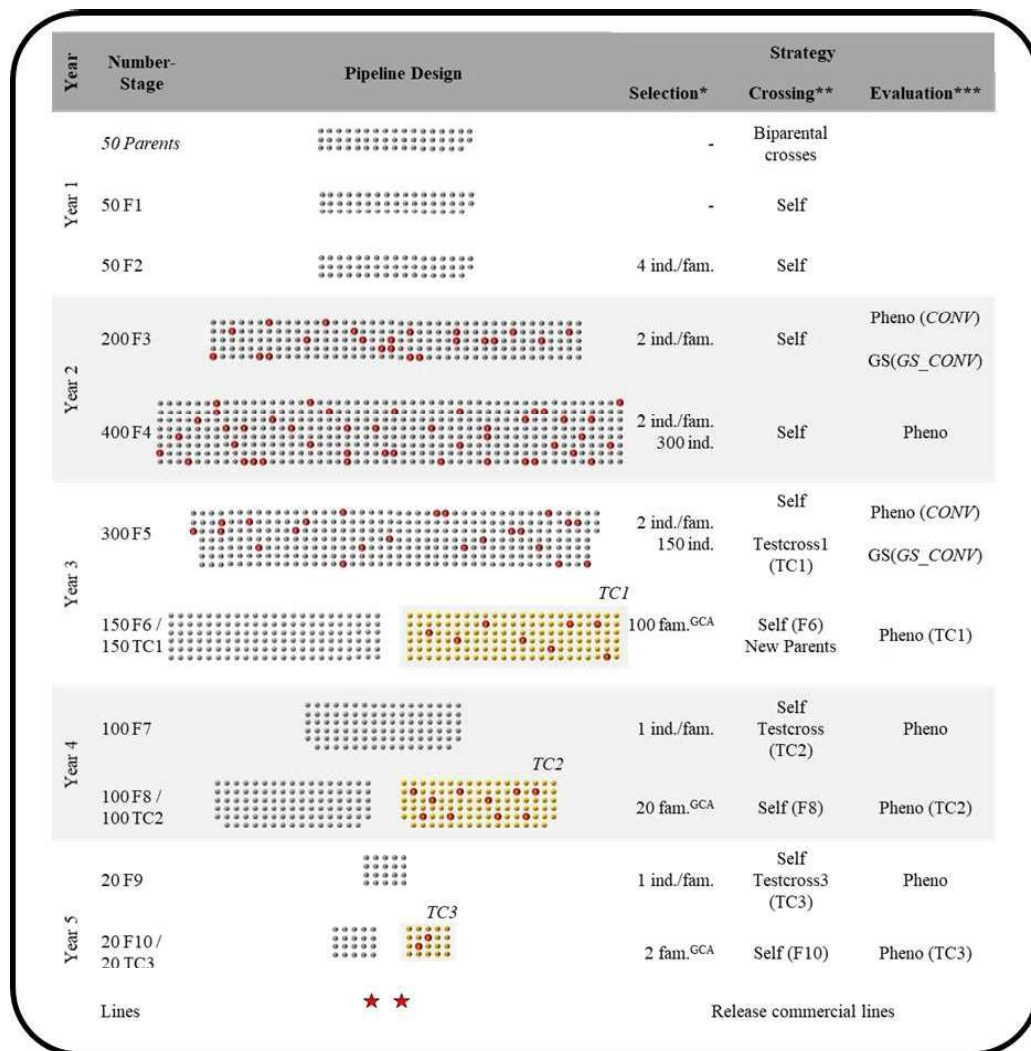 Year
Number-
Stage
Pipeline Design
Strategy
Selection*
Crossing**
Evaluation***
Year 1
50 Parents
-
Biparental
crosses
50 F1
-
Self
50 F2
4 ind./fam.
Self
Year 2
200 F3
2 ind./fam.
Self
Pheno (CONV)
GS(GS_CONV)
400 F4
2 ind./fam.
300 ind.
Self
Pheno
Year 3
300 F5
2 ind./fam.
150 ind.
Self
Testcross1
(TC1)
Pheno (CONV)
GS(GS_CONV)
TC1
150 F6 /
150 TC1
100 fam.GCA
Self (F6)
New Parents
Pheno (TC1)
Year 4
100 F7
1 ind./fam.
Self
Testcross
(TC2)
Pheno
TC2
100 F8 /
100 TC2
20 fam.GCA
Self (F8)
Pheno (TC2)
Year 5
20 F9
1 ind./fam.
Self
Testcross3
(TC3)
Pheno
TC3
20 F10 /
20 TC3
2 fam.GCA
Self (F10)
Pheno (TC3)
Lines
Release commercial lines